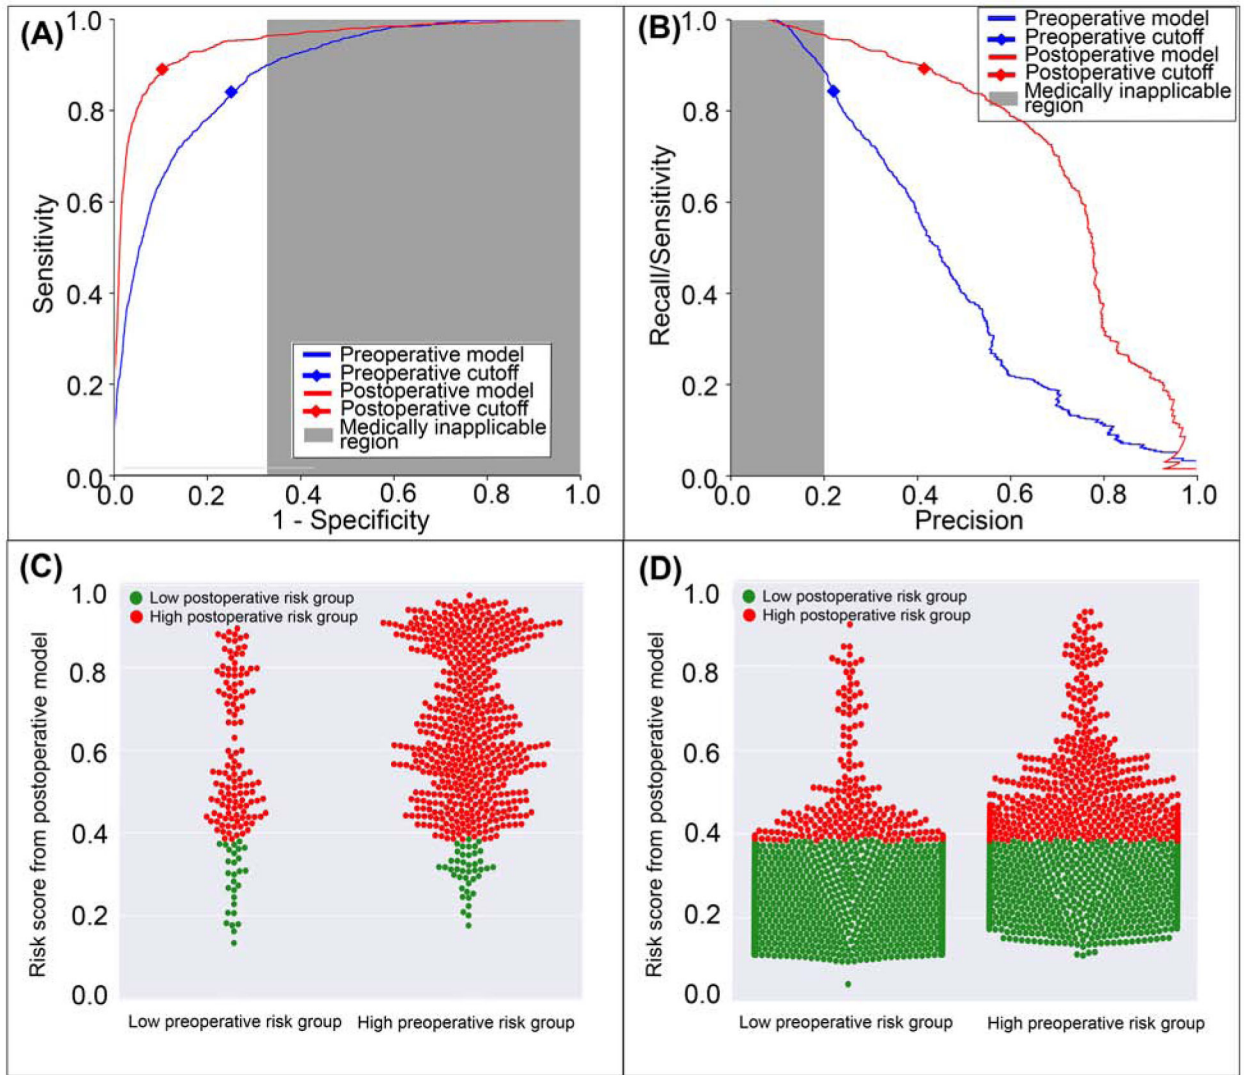 (A)
1.0
0.8
0.6
0.4
0.2
0.0
Sensitivity
0.0
0.2
0.4
0.6
0.8
1.0
1 - Specificity
Preoperative model
Preoperative cutoff
Postoperative model
Postoperative cutoff
Medically inapplicable
region
(B)
1.0
0.8
0.6
0.4
0.2
0.0
Recall/Sensitivity
0.0
0.2
0.4
0.6
0.8
1.0
Precision
Preoperative model
Preoperative cutoff
Postoperative model
Postoperative cutoff
Medically inapplicable
region
(C)
1.0
0.8
0.6
0.4
0.2
0.0
Risk score from postoperative model
Low postoperative risk group
High postoperative risk group
Low preoperative risk group
High preoperative risk group
(D)
1.0
0.8
0.6
0.4
0.2
0.0
Risk score from postoperative model
Low postoperative risk group
High postoperative risk group
Low preoperative risk group
High preoperative risk group